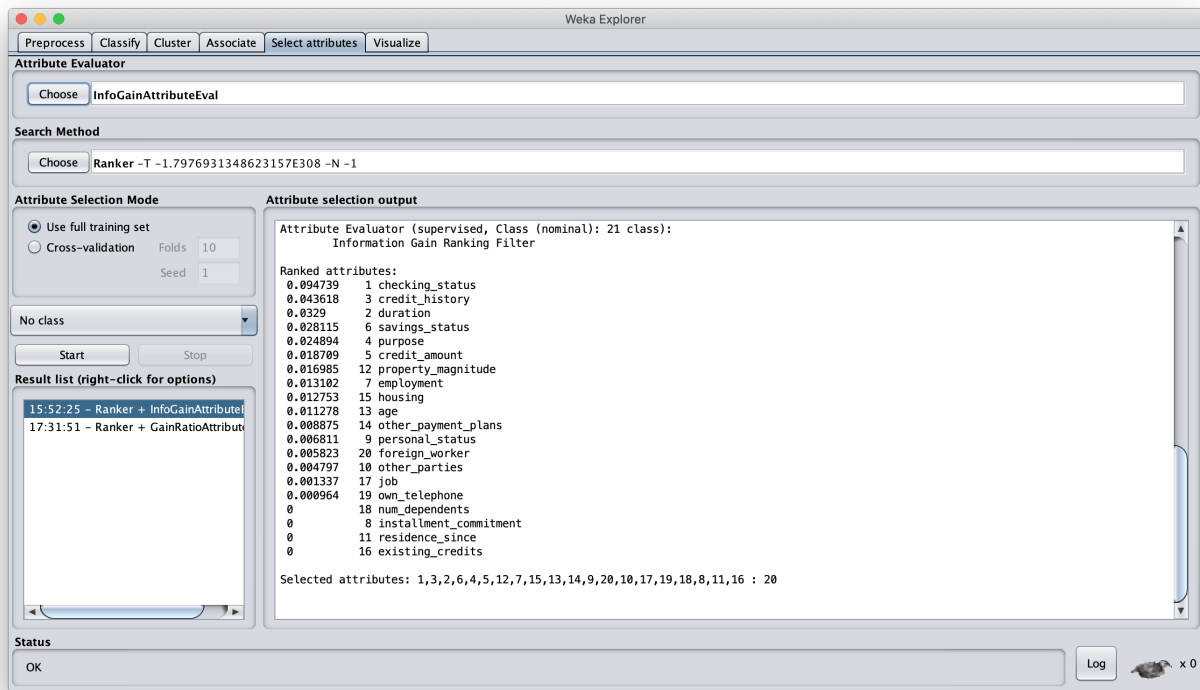 Weka Explorer
Preprocess Classify Cluster Associate Select attributes Visualize
Attribute Evaluator
Choose InfoGainAttributeEval
Search Method
Choose Ranker -T -1.7976931348623157E308 -N -1
Attribute Selection Mode
Use full training set
Cross-validation Folds 10
Seed 1
No class
Start Stop
Result list (right-click for options)
15:52:25 - Ranker + InfoGainAttributeE
17:31:51 - Ranker + GainRatioAttribut
Attribute selection output
Attribute Evaluator (supervised, Class (nominal): 21 class):
Information Gain Ranking Filter
Ranked attributes:
0.094739 1 checking_status
0.043618 3 credit_history
0.0329 2 duration
0.028115 6 savings_status
0.024894 4 purpose
0.018709 5 credit_amount
0.016985 12 property_magnitude
0.013102 7 employment
0.012753 15 housing
0.011278 13 age
0.008875 14 other_payment_plans
0.006811 9 personal_status
0.005823 20 foreign_worker
0.004797 10 other_parties
0.001337 17 job
0.000964 19 own_telephone
0 18 num_dependents
0 8 installment_commitment
0 11 residence_since
0 16 existing_credits
Selected attributes: 1,3,2,6,4,5,12,7,15,13,14,9,20,10,17,19,18,8,11,16 : 20
Status
OK
Log x 0